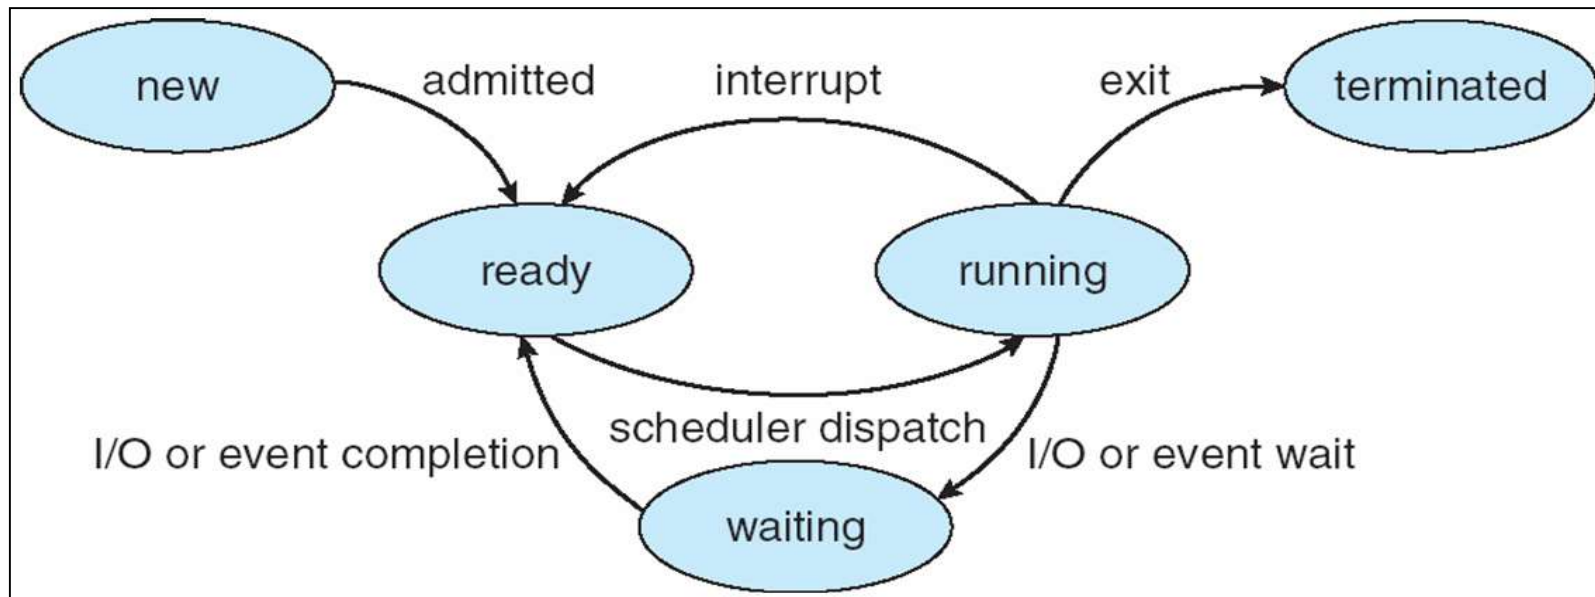 new
admitted
interrupt
exit
terminated
ready
running
scheduler dispatch
I/O or event completion
I/O or event wait
waiting